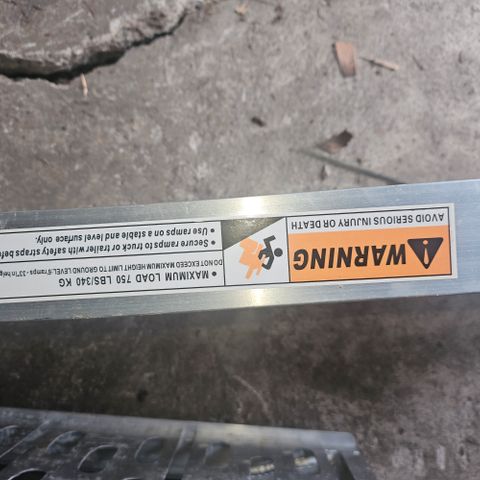 WARNING
AVOID SERIOUS INJURY OR DEATH
• MAXIMUM LOAD 750 LBS/340 KG
DO NOT EXCEED MAXIMUM HEIGHT LIMIT TO GROUND LEVEL
• Secure ramps to truck or trailer with safety straps
• Use ramps on a stable and level surface only.